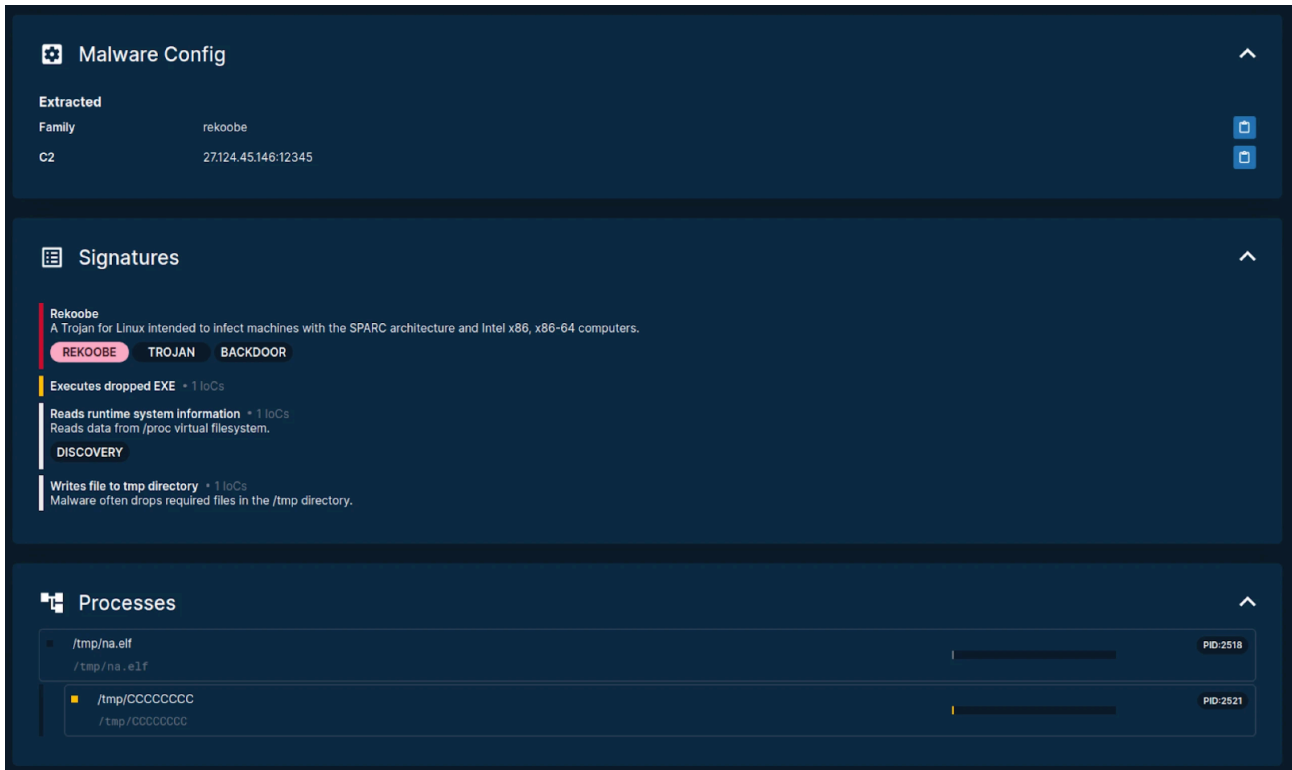 Malware Config
Extracted
Family rekoobe
C2 27.124.45.146:12345
Signatures
Rekoobe
A Trojan for Linux intended to infect machines with the SPARC architecture and Intel x86, x86-64 computers.
REKOOBE TROJAN BACKDOOR
Executes dropped EXE • 1 IoCs
Reads runtime system information • 1 IoCs
Reads data from /proc virtual filesystem.
DISCOVERY
Writes file to tmp directory • 1 IoCs
Malware often drops required files in the /tmp directory.
Processes
/tmp/na.elf PID:2518
/tmp/na.elf
/tmp/CCCCCCCC PID:2521
/tmp/CCCCCCCC